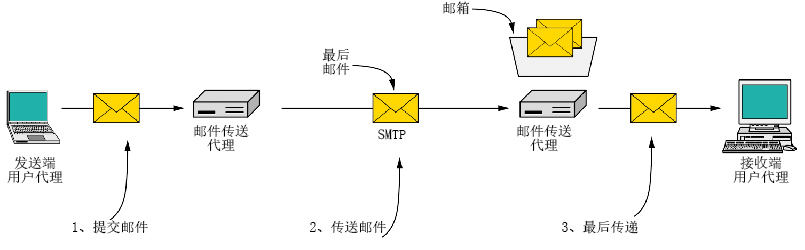 邮箱
最后
邮件
邮件传送
代理
SMTP
邮件传送
代理
发送端
用户代理
接收端
用户代理
1、提交邮件
2、传送邮件
3、最后传递